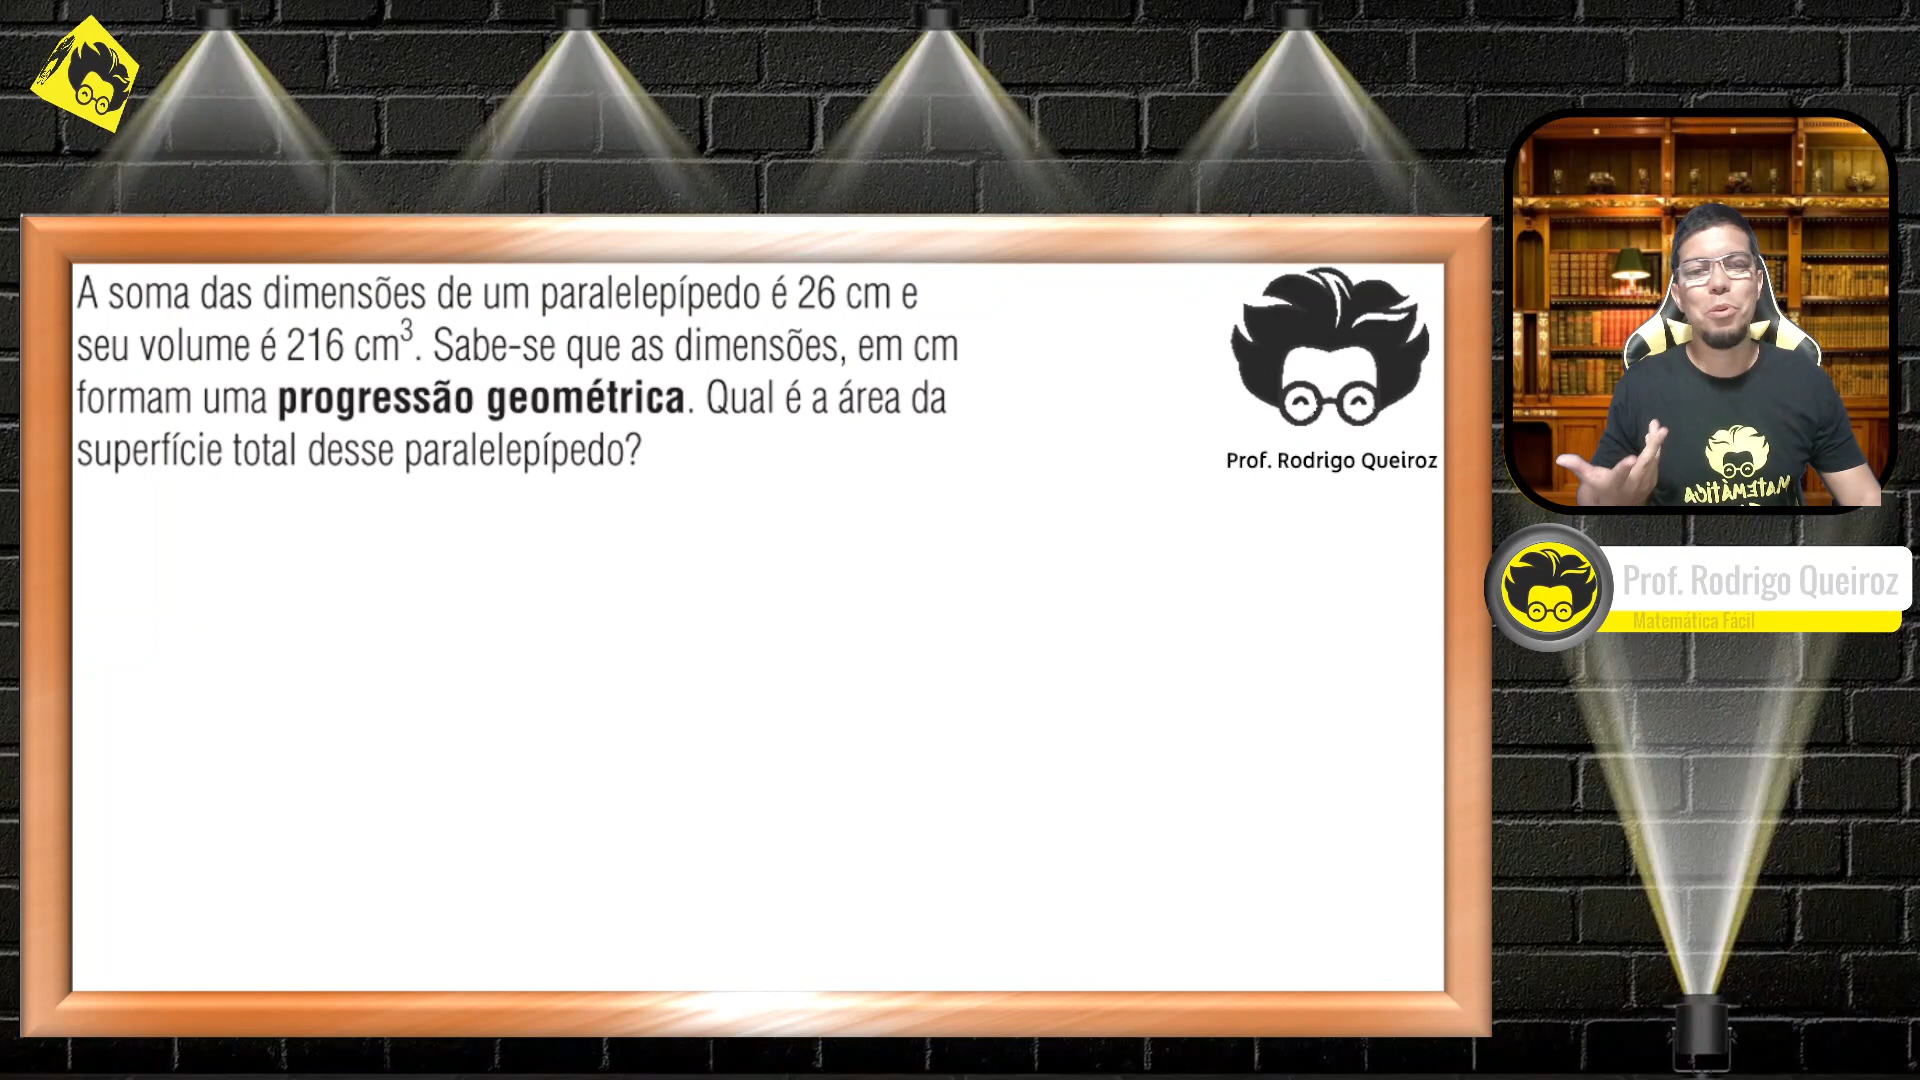 A soma das dimensões de um paralelepípedo é 26 cm e
seu volume é 216 cm³. Sabe-se que as dimensões, em cm
formam uma progressão geométrica. Qual é a área da
superfície total desse paralelepípedo?
Prof. Rodrigo Queiroz
MATEMÁTICA
Prof. Rodrigo Queiroz
Matemática Fácil